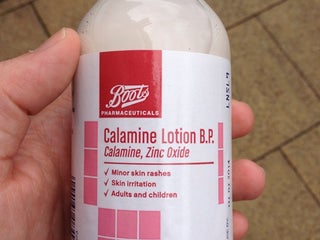 Boots
PHARMACEUTICALS
Calamine Lotion B.P.
Calamine, Zinc Oxide
✓ Minor skin rashes
✓ Skin irritation
✓ Adults and children